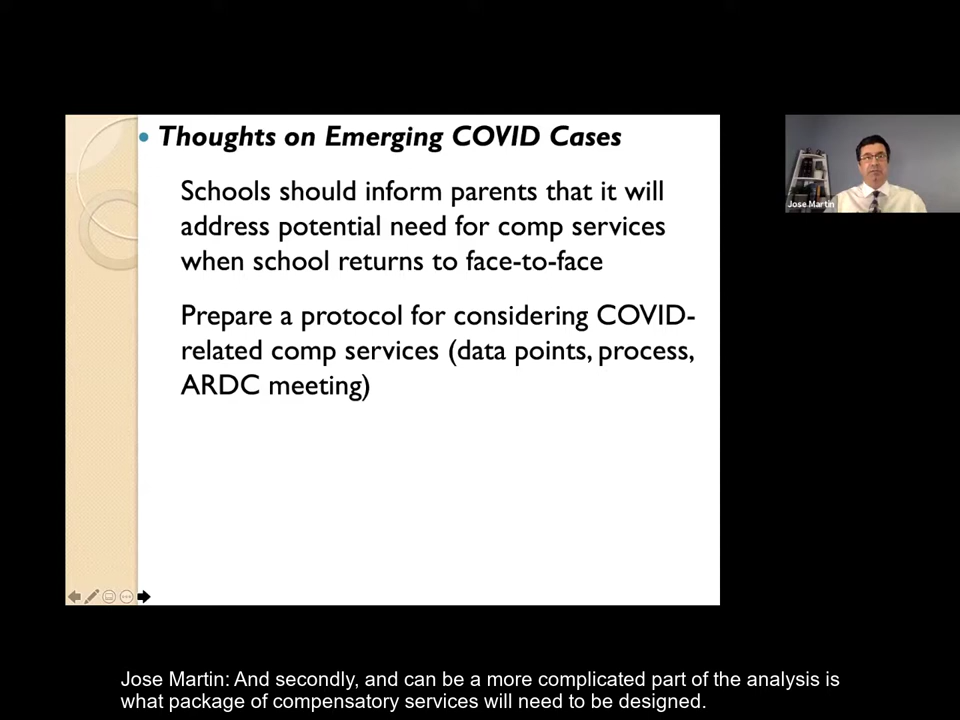 Thoughts on Emerging COVID Cases
Schools should inform parents that it will
address potential need for comp services
when school returns to face-to-face
Prepare a protocol for considering COVID-
related comp services (data points, process,
ARDC meeting)
Jose Martin
Jose Martin: And secondly, and can be a more complicated part of the analysis is
what package of compensatory services will need to be designed.